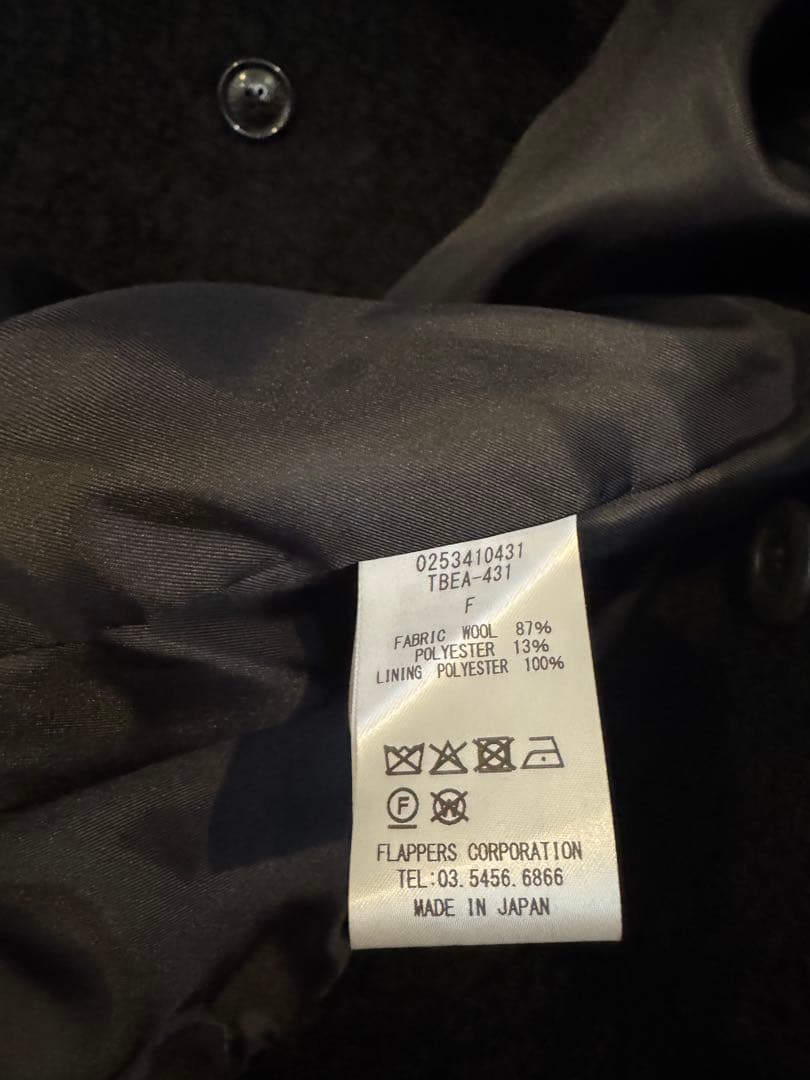 0253410431
TBEA-431
F
FABRIC WOOL 87%
POLYESTER 13%
LINING POLYESTER 100%
F W
FLAPPERS CORPORATION
TEL:03.5456.6866
MADE IN JAPAN